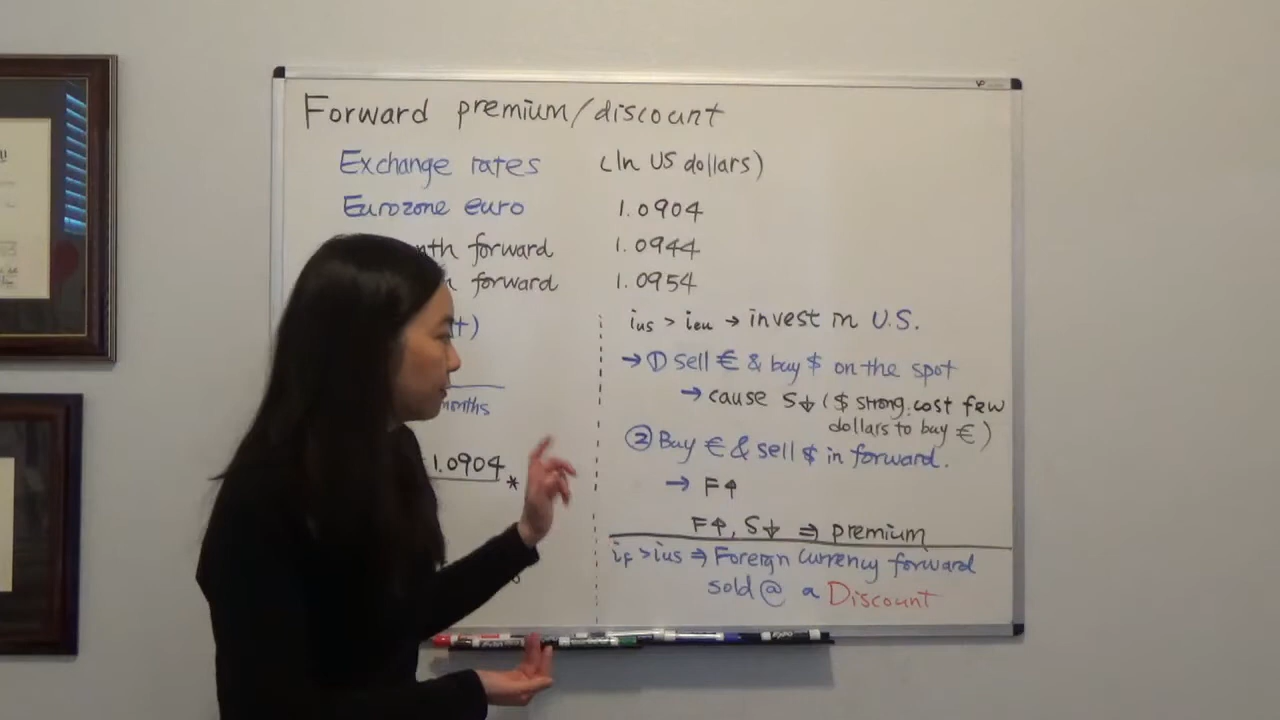 Forward premium/discount
Exchange rates (In US dollars)
Eurozone euro 1.0904
nth forward 1.0944
forward 1.0954
t)
months
1.0904 *
ius > ieu → invest in U.S.
→ ① sell € & buy $ on the spot
→ cause S↓ ($ strong. cost few
dollars to buy €)
② Buy € & sell $ in forward.
→ F↑
F↑, S↓ ⇒ premium
iF > ius ⇒ Foreign currency forward
sold @ a Discount